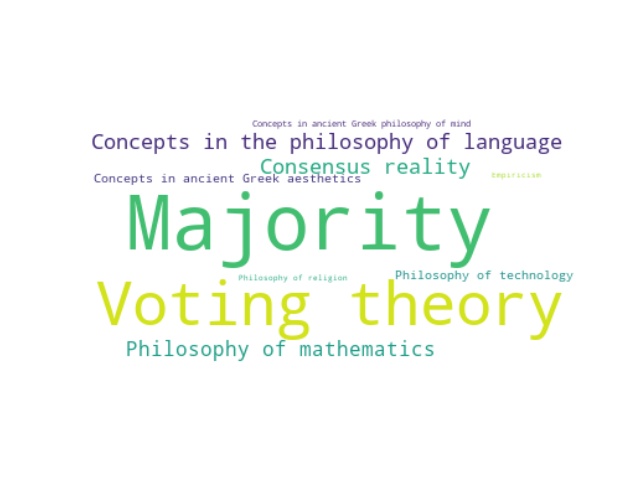 Concepts in ancient Greek philosophy of mind
Concepts in the philosophy of language
Consensus reality
Empiricism
Concepts in ancient Greek aesthetics
Majority
Philosophy of religion
Philosophy of technology
Voting theory
Philosophy of mathematics